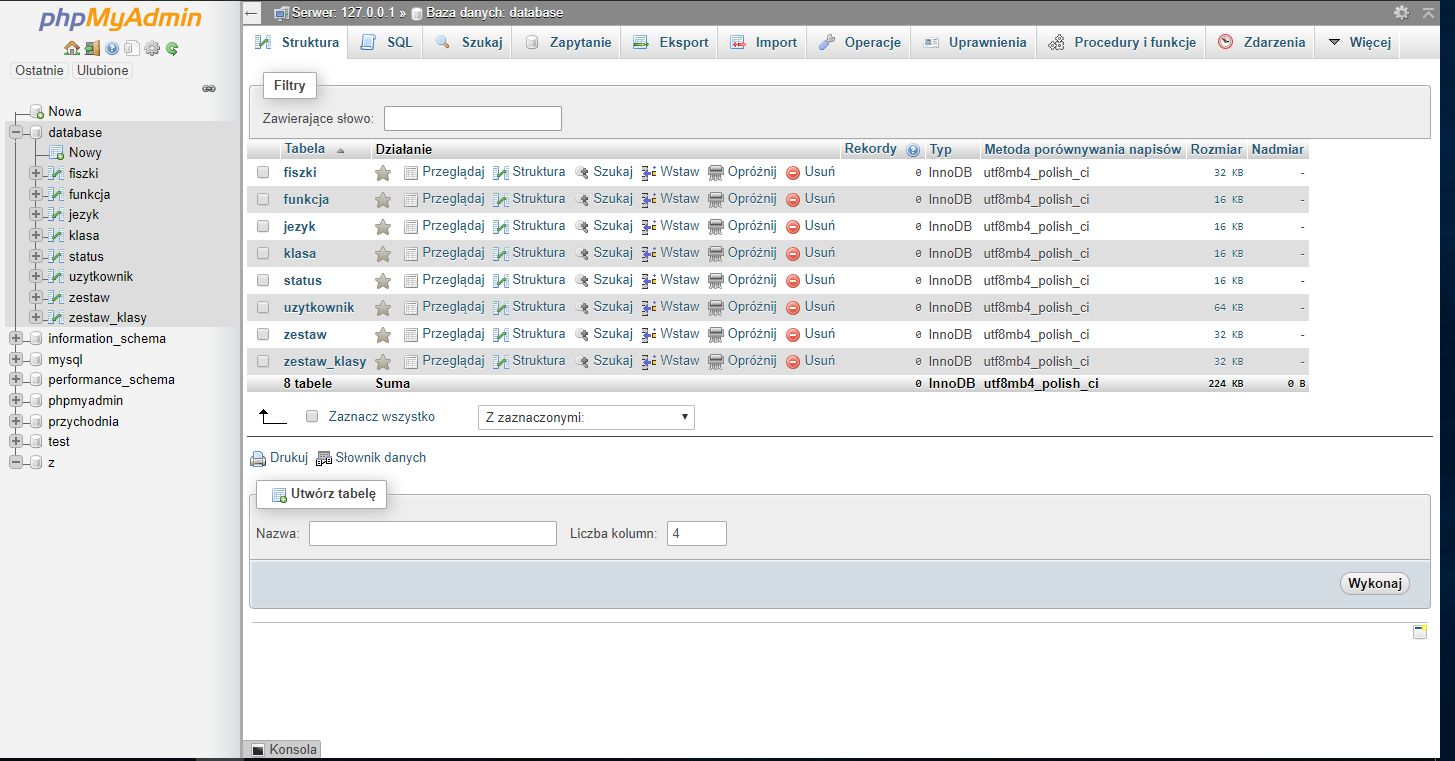 phpMyAdmin
Ostatnie Ulubione
Nowa
database
Nowy
fiszki
funkcja
jezyk
klasa
status
uzytkownik
zestaw
zestaw_klasy
information_schema
mysql
performance_schema
phpmyadmin
przychodnia
test
z
Serwer: 127.0.0.1 » Baza danych: database
Struktura SQL Szukaj Zapytanie Eksport Import Operacje Uprawnienia Procedury i funkcje Zdarzenia Więcej
Filtry
Zawierające słowo:
Tabela Działanie Rekordy Typ Metoda porównywania napisów Rozmiar Nadmiar
fiszki Przeglądaj Struktura Szukaj Wstaw Opróżnij Usuń 0 InnoDB utf8mb4_polish_ci 32 KB -
funkcja Przeglądaj Struktura Szukaj Wstaw Opróżnij Usuń 0 InnoDB utf8mb4_polish_ci 16 KB -
jezyk Przeglądaj Struktura Szukaj Wstaw Opróżnij Usuń 0 InnoDB utf8mb4_polish_ci 16 KB -
klasa Przeglądaj Struktura Szukaj Wstaw Opróżnij Usuń 0 InnoDB utf8mb4_polish_ci 16 KB -
status Przeglądaj Struktura Szukaj Wstaw Opróżnij Usuń 0 InnoDB utf8mb4_polish_ci 16 KB -
uzytkownik Przeglądaj Struktura Szukaj Wstaw Opróżnij Usuń 0 InnoDB utf8mb4_polish_ci 64 KB -
zestaw Przeglądaj Struktura Szukaj Wstaw Opróżnij Usuń 0 InnoDB utf8mb4_polish_ci 32 KB -
zestaw_klasy Przeglądaj Struktura Szukaj Wstaw Opróżnij Usuń 0 InnoDB utf8mb4_polish_ci 32 KB -
8 tabele Suma 0 InnoDB utf8mb4_polish_ci 224 KB 0 B
Zaznacz wszystko Z zaznaczonymi:
Drukuj Słownik danych
Utwórz tabelę
Nazwa: Liczba kolumn: 4
Wykonaj
Konsola